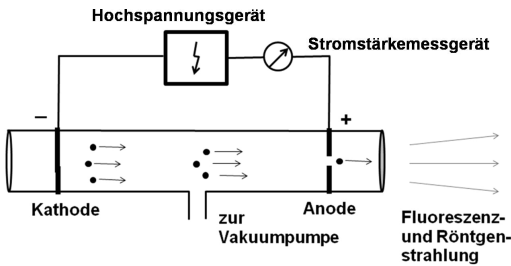 Hochspannungsgerät
Stromstärkemessgerät
–
+
Kathode
zur
Vakuumpumpe
Anode
Fluoreszenz-
und Röntgen-
strahlung